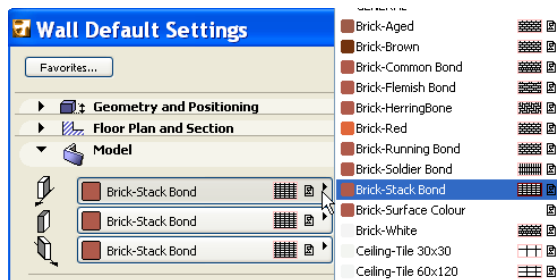 Wall Default Settings
Favorites...
Geometry and Positioning
Floor Plan and Section
Model
Brick-Stack Bond
Brick-Stack Bond
Brick-Stack Bond
GENERAL
Brick-Aged
Brick-Brown
Brick-Common Bond
Brick-Flemish Bond
Brick-HerringBone
Brick-Red
Brick-Running Bond
Brick-Soldier Bond
Brick-Stack Bond
Brick-Surface Colour
Brick-White
Ceiling-Tile 30x30
Ceiling-Tile 60x120